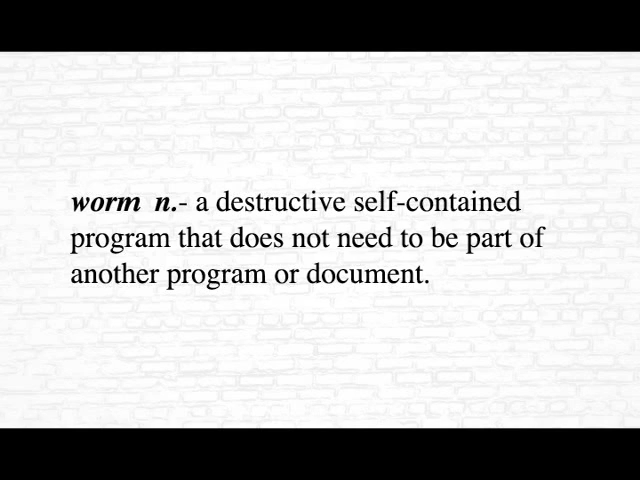 worm n.- a destructive self-contained
program that does not need to be part of
another program or document.